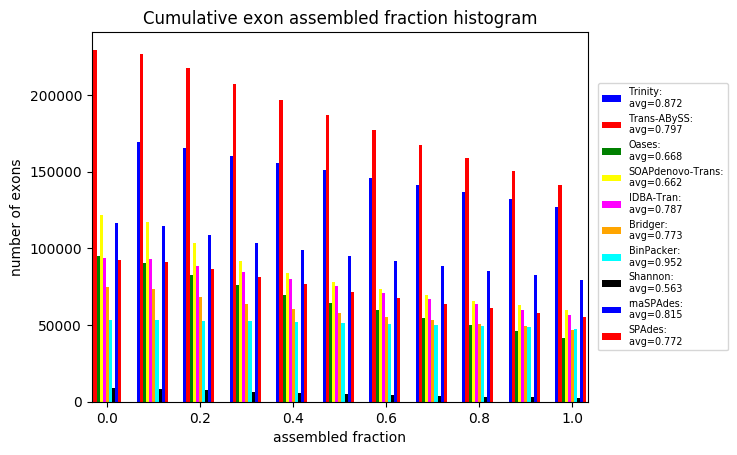 Cumulative exon assembled fraction histogram
number of exons
200000
150000
100000
50000
0
0.0 0.2 0.4 0.6 0.8 1.0
assembled fraction
Trinity:
avg=0.872
Trans-ABySS:
avg=0.797
Oases:
avg=0.668
SOAPdenovo-Trans:
avg=0.662
IDBA-Tran:
avg=0.787
Bridger:
avg=0.773
BinPacker:
avg=0.952
Shannon:
avg=0.563
rnaSPAdes:
avg=0.815
SPAdes:
avg=0.772